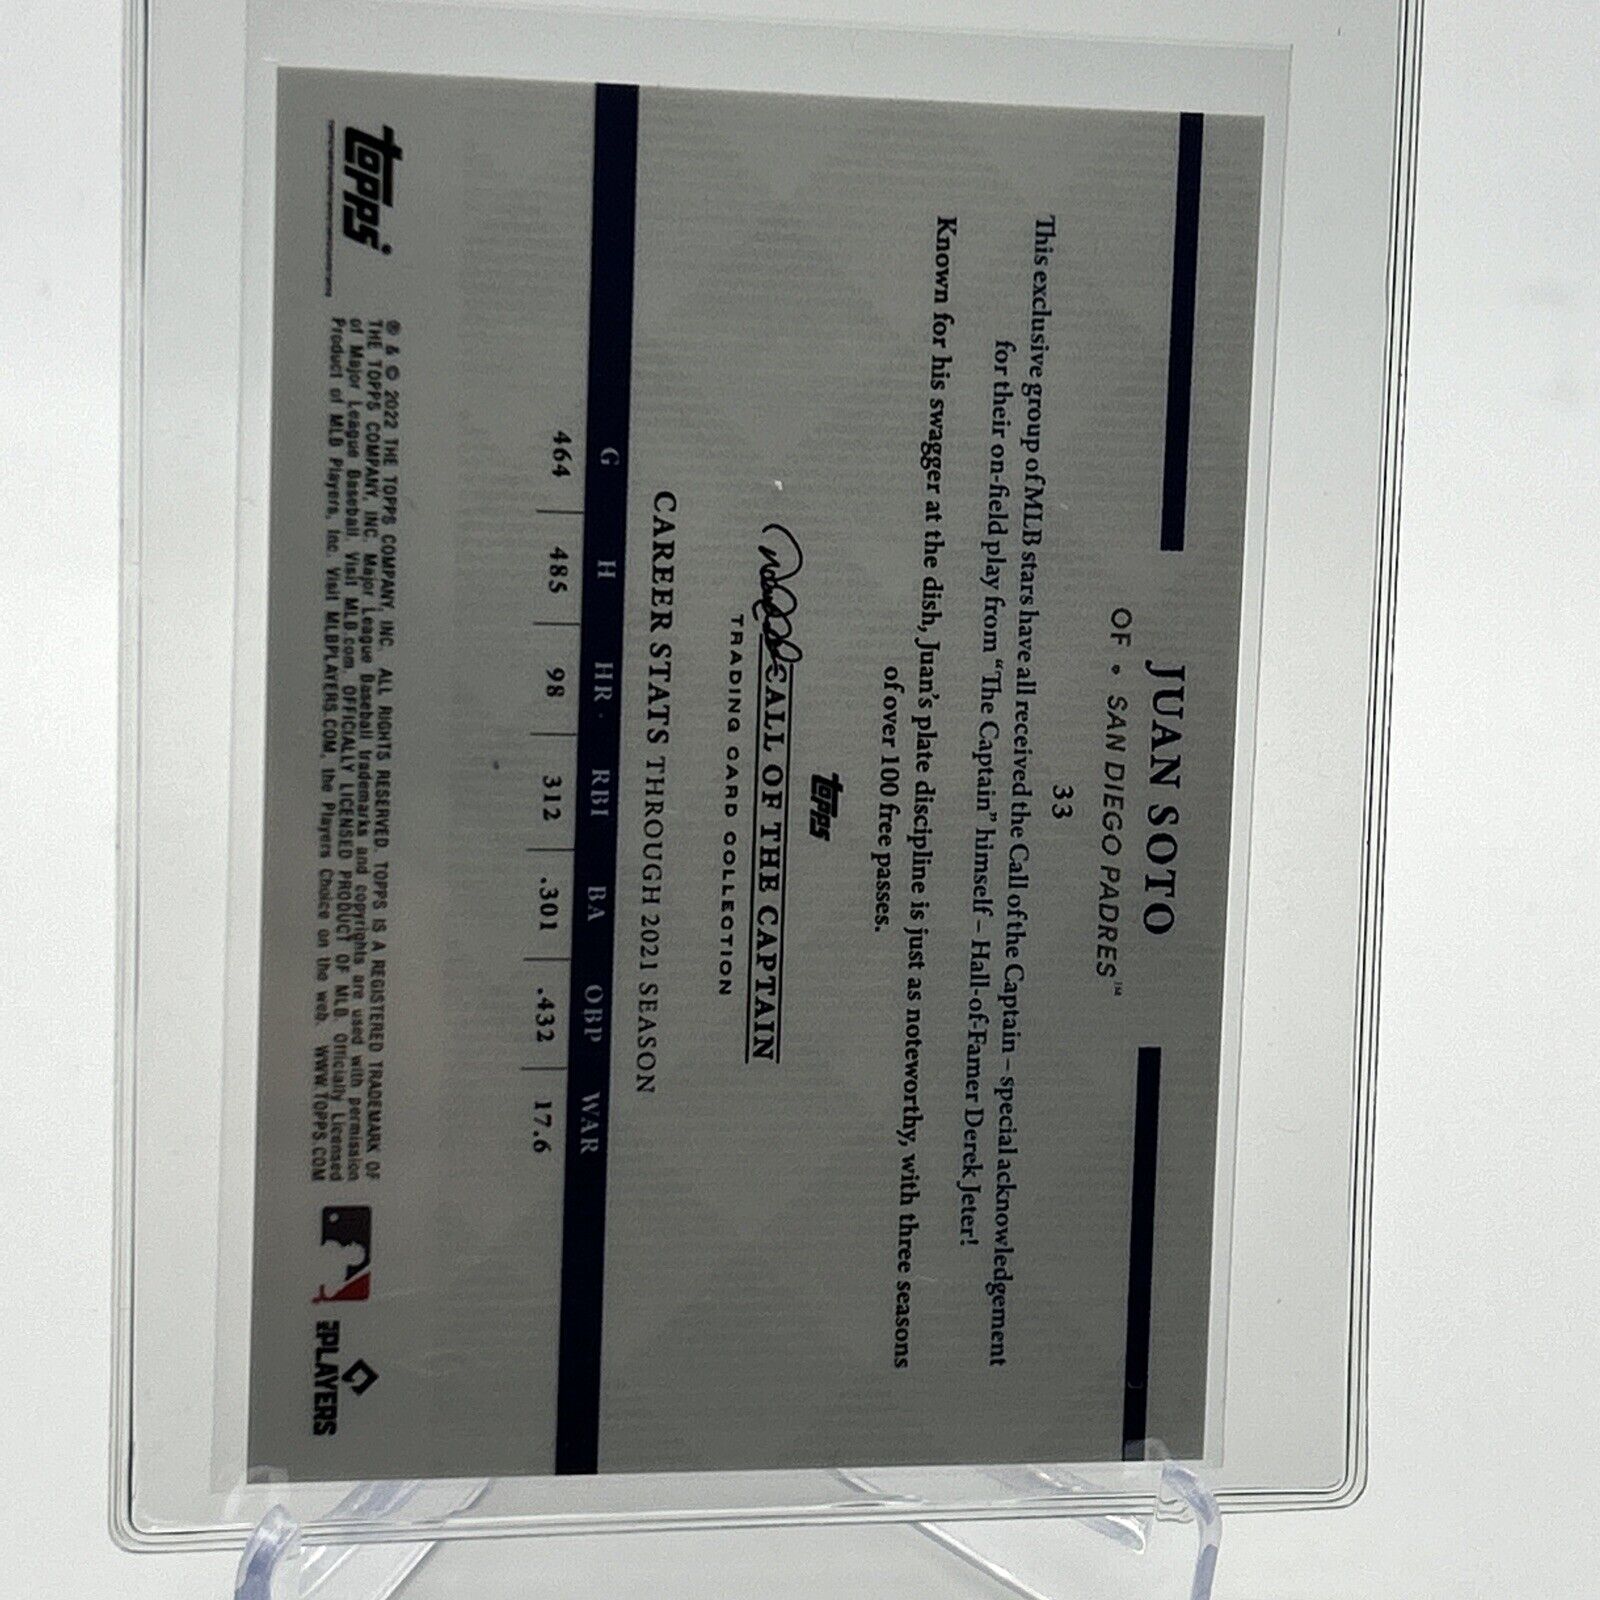 JUAN SOTO
OF • SAN DIEGO PADRES™
33
This exclusive group of MLB stars have all received the Call of the Captain – special acknowledgement
for their on-field play from “The Captain” himself – Hall-of-Famer Derek Jeter!
Known for his swagger at the dish, Juan’s plate discipline is just as noteworthy, with three seasons
of over 100 free passes.
topps
CALL OF THE CAPTAIN
TRADING CARD COLLECTION
CAREER STATS THROUGH 2021 SEASON
G H HR RBI BA OBP WAR
464 485 98 312 .301 .432 17.6
topps®
® & © 2022 THE TOPPS COMPANY, INC. ALL RIGHTS RESERVED. TOPPS IS A REGISTERED TRADEMARK OF
THE TOPPS COMPANY, INC. Major League Baseball trademarks and copyrights are used with permission
of Major League Baseball. Visit MLB.com. OFFICIALLY LICENSED PRODUCT OF MLB. Officially Licensed
Product of MLB Players, Inc. Visit MLBPLAYERS.COM, the Players Choice on the web. WWW.TOPPS.COM
MLB PLAYERS